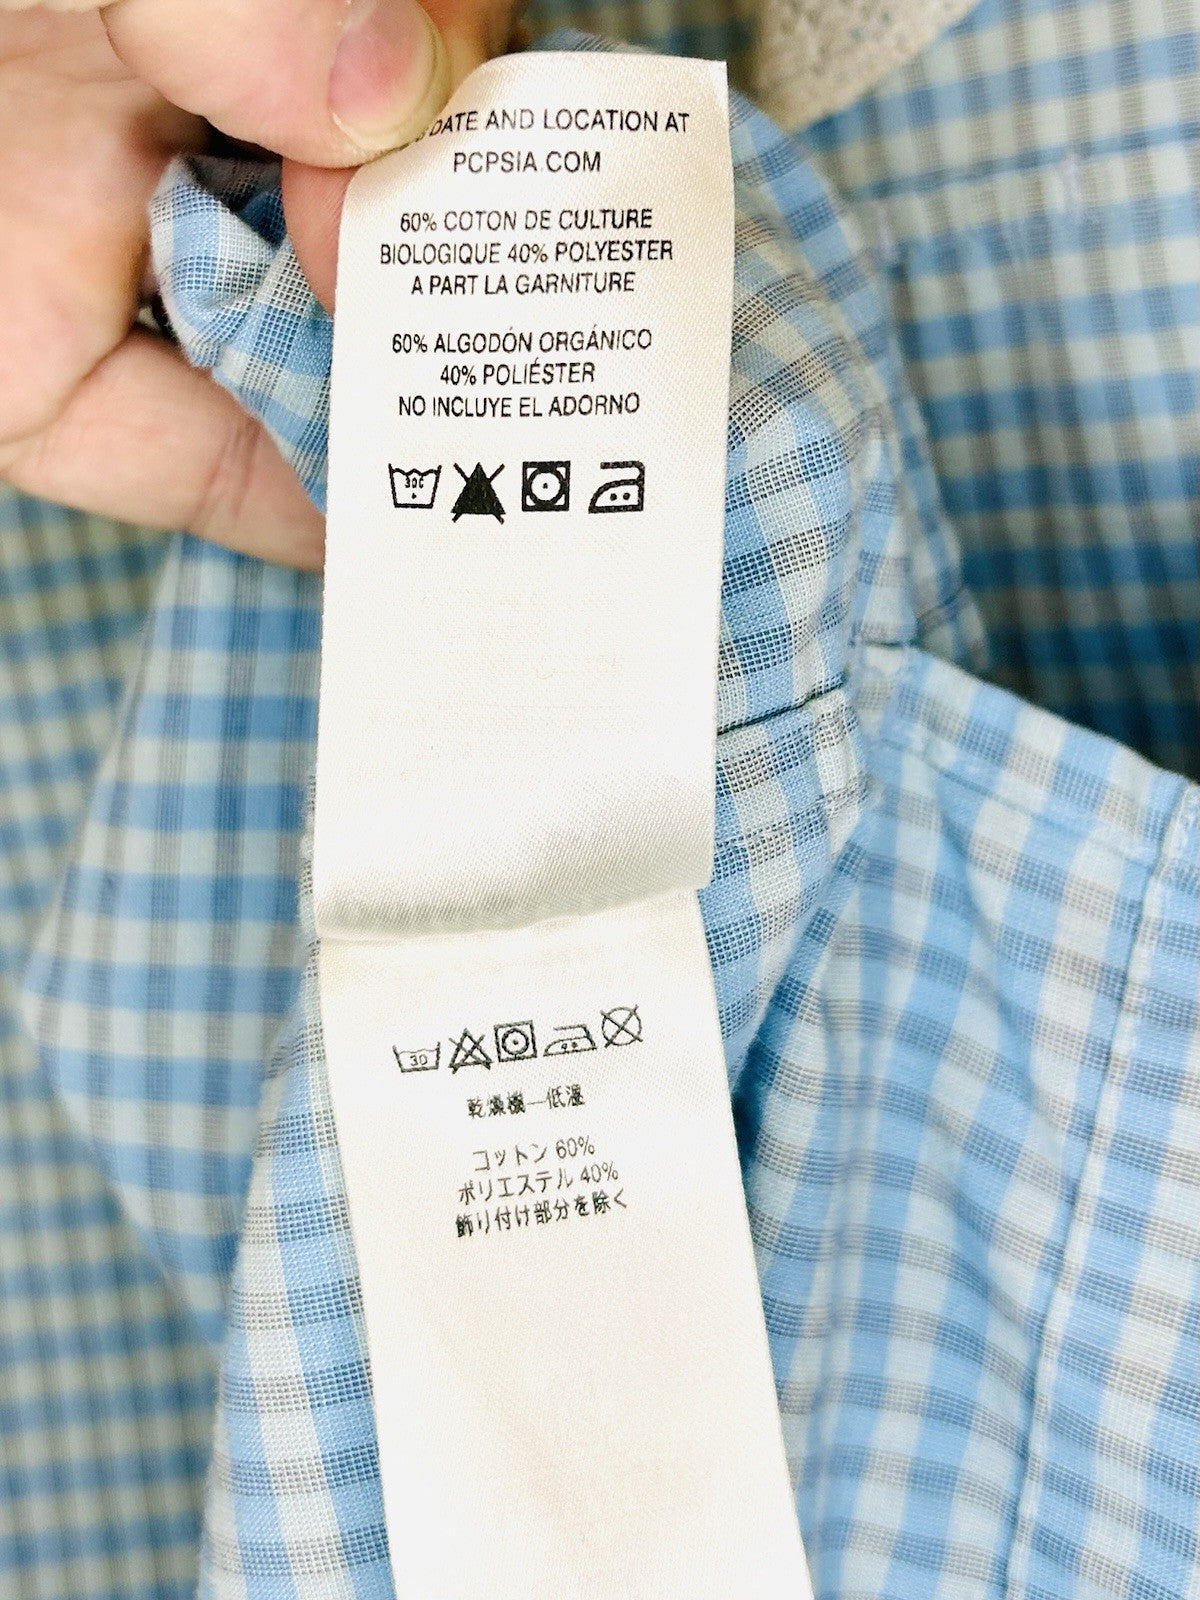 DATE AND LOCATION AT
PCPSIA.COM
60% COTON DE CULTURE
BIOLOGIQUE 40% POLYESTER
A PART LA GARNITURE
60% ALGODÓN ORGÁNICO
40% POLIÉSTER
NO INCLUYE EL ADORNO
30C
30
乾燥機―低温
コットン 60%
ポリエステル 40%
飾り付け部分を除く